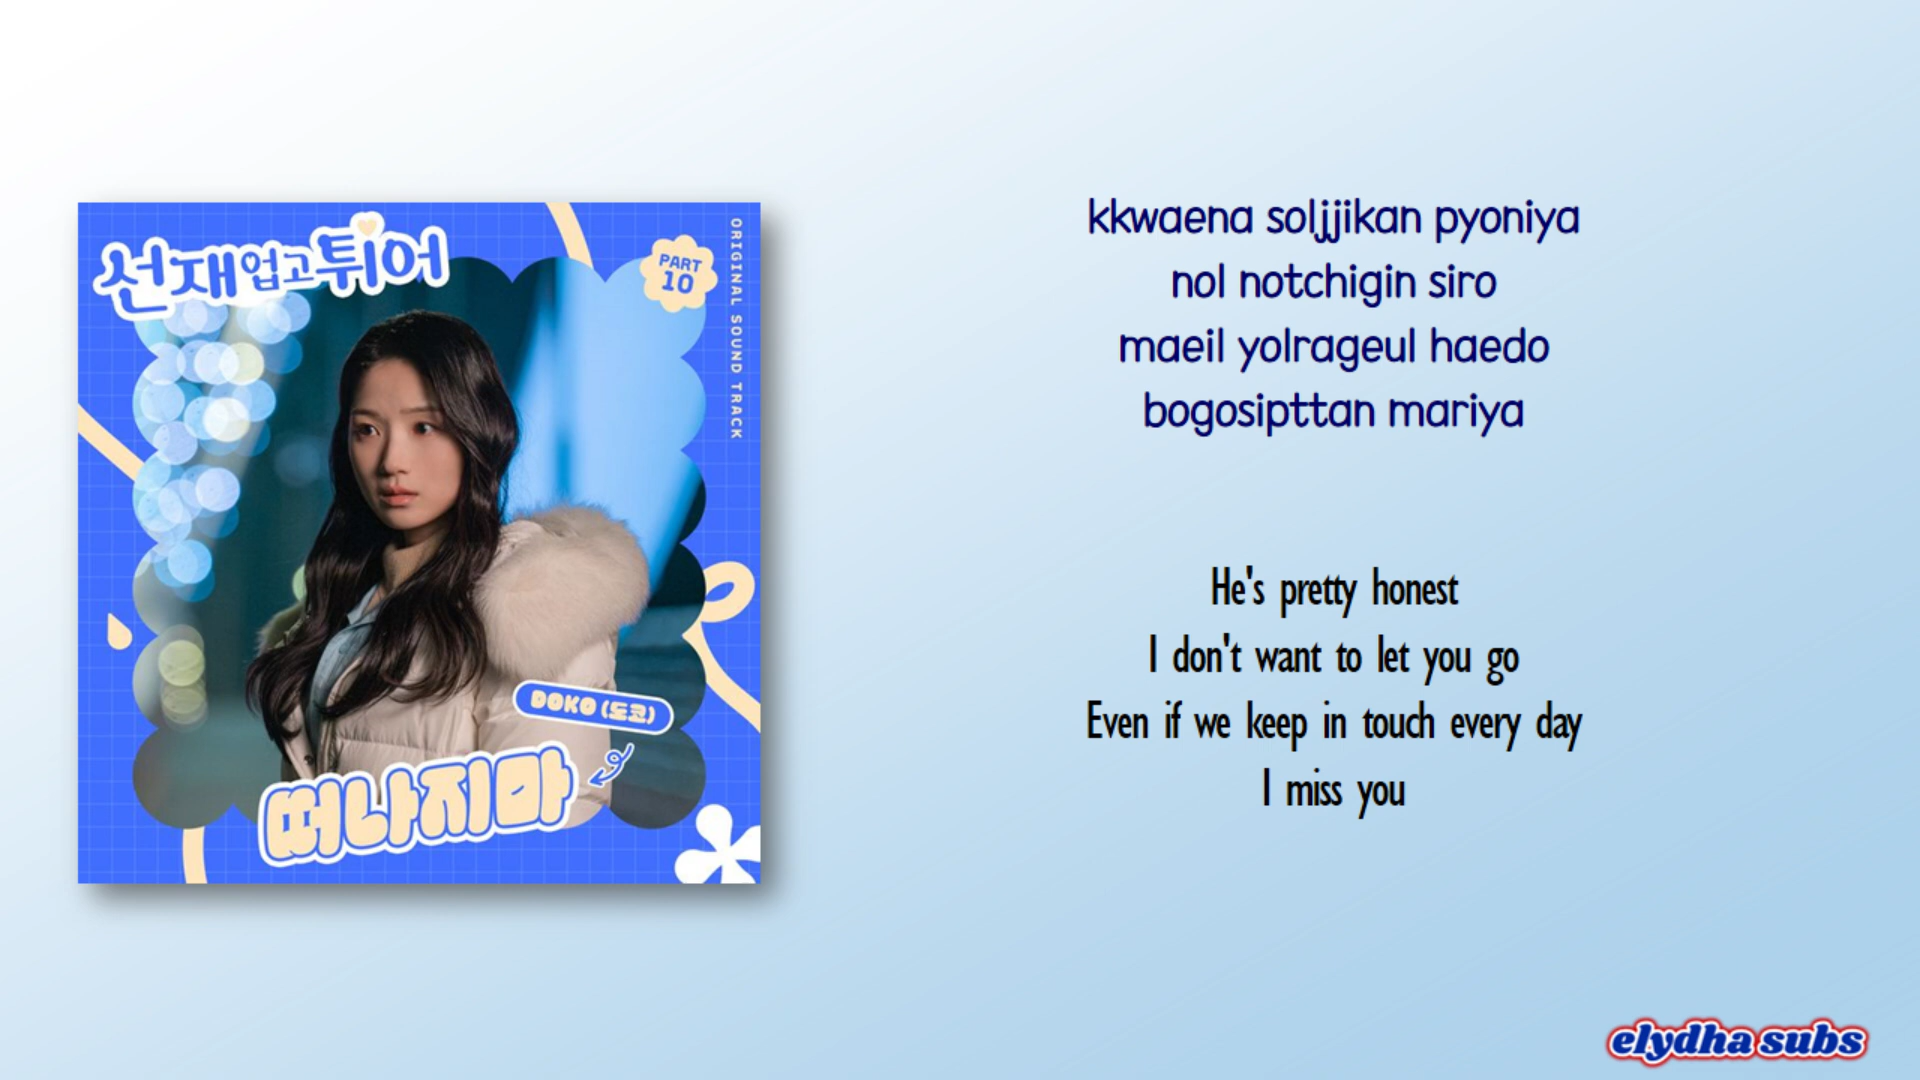 선재 업고 튀어
PART
10
ORIGINAL SOUND TRACK
DOKO (도코)
떠나지마
kkwaena soljjikan pyoniya
nol notchigin siro
maeil yolrageul haedo
bogosipttan mariya
He's pretty honest
I don't want to let you go
Even if we keep in touch every day
I miss you
elydha subs